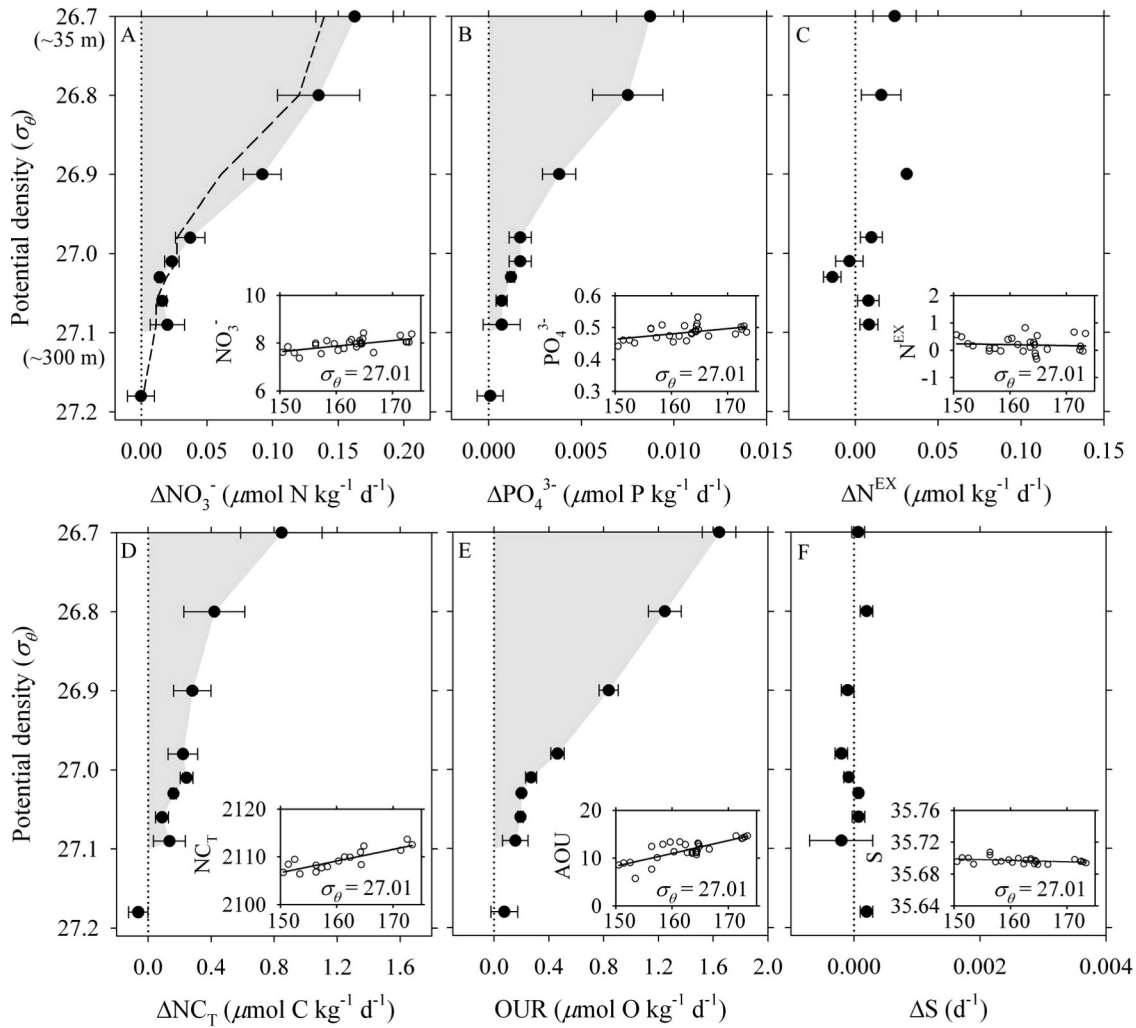 A
B
C
26.7
(~35 m)
26.8
26.9
27.0
27.1
(~300 m)
27.2
Potential density (σθ)
10
8
6
NO₃⁻
σθ = 27.01
150 160 170
0.6
0.5
0.4
0.3
PO₄³⁻
σθ = 27.01
150 160 170
2
1
0
-1
Nᴱˣ
σθ = 27.01
150 160 170
0.00 0.05 0.10 0.15 0.20
0.000 0.005 0.010 0.015
0.00 0.05 0.10 0.15
ΔNO₃⁻ (μmol N kg⁻¹ d⁻¹)
ΔPO₄³⁻ (μmol P kg⁻¹ d⁻¹)
ΔNᴱˣ (μmol kg⁻¹ d⁻¹)
D
E
F
26.7
26.8
26.9
27.0
27.1
27.2
Potential density (σθ)
2120
2110
2100
NCT
σθ = 27.01
150 160 170
20
10
0
AOU
σθ = 27.01
150 160 170
35.76
35.72
35.68
35.64
S
σθ = 27.01
150 160 170
0.0 0.4 0.8 1.2 1.6
0.0 0.4 0.8 1.2 1.6 2.0
0.000 0.002 0.004
ΔNCT (μmol C kg⁻¹ d⁻¹)
OUR (μmol O kg⁻¹ d⁻¹)
ΔS (d⁻¹)